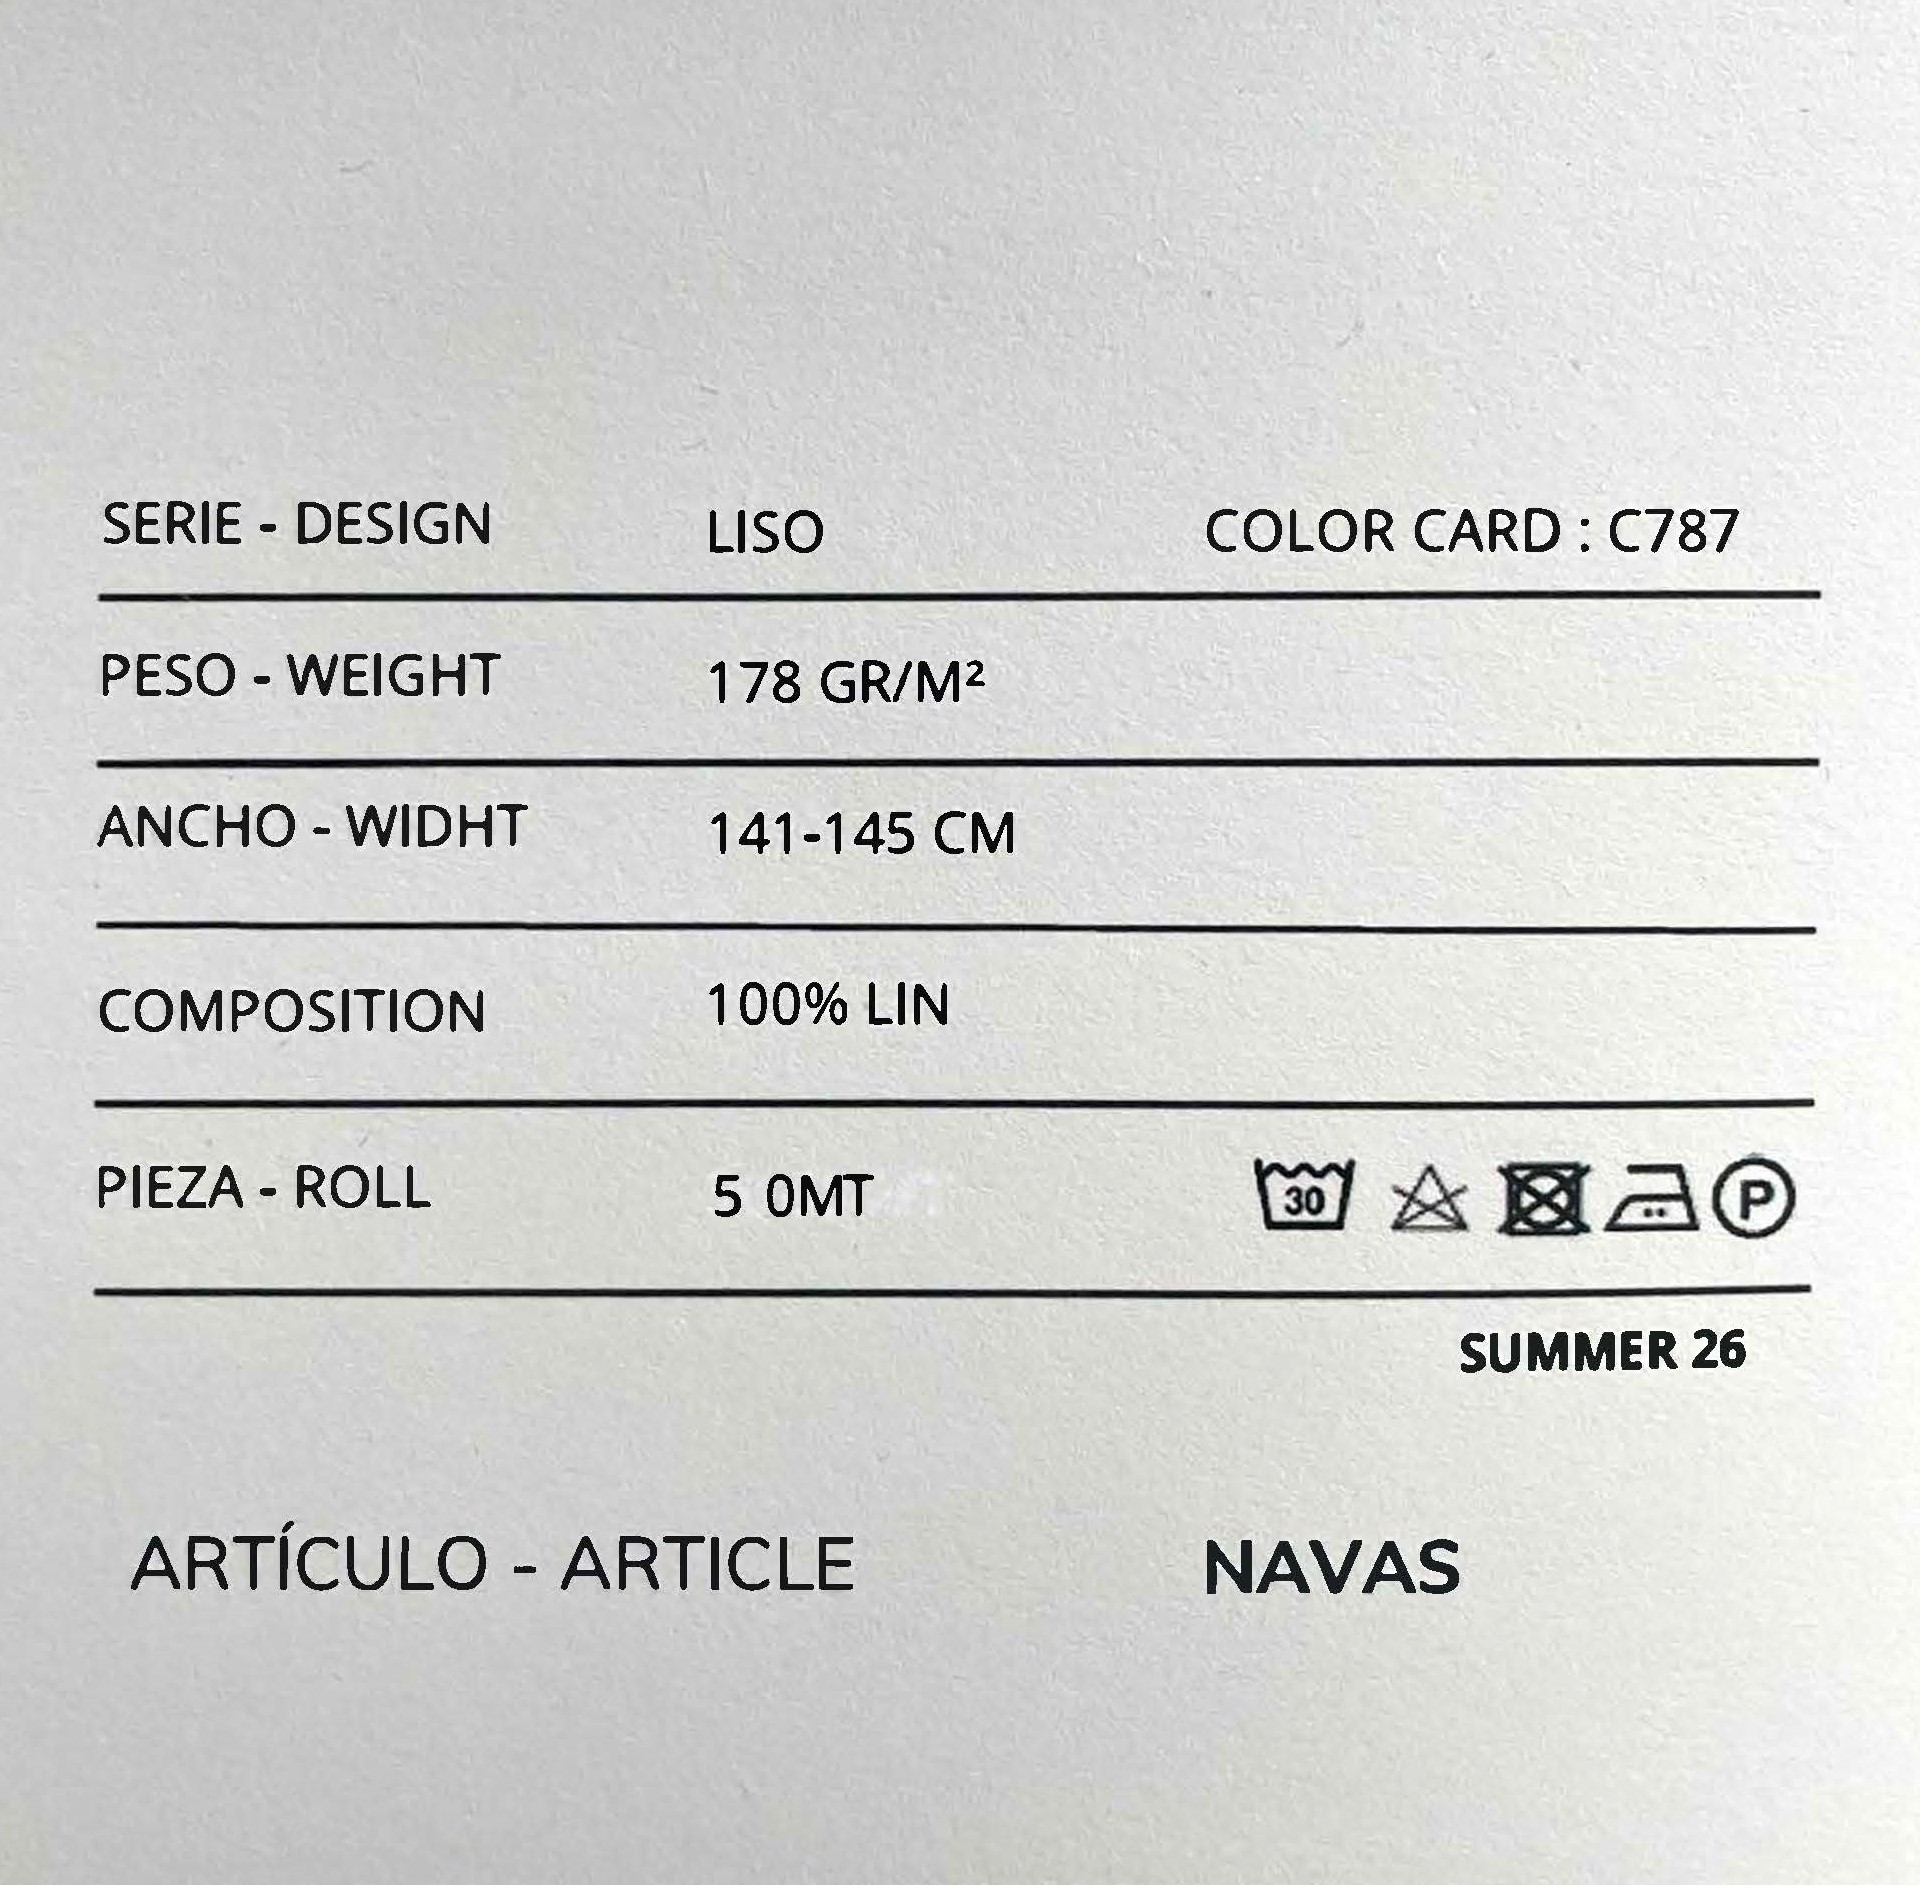 SERIE - DESIGN LISO COLOR CARD : C787
PESO - WEIGHT 178 GR/M²
ANCHO - WIDHT 141-145 CM
COMPOSITION 100% LIN
PIEZA - ROLL 5 0MT 30 P
SUMMER 26
ARTÍCULO - ARTICLE NAVAS